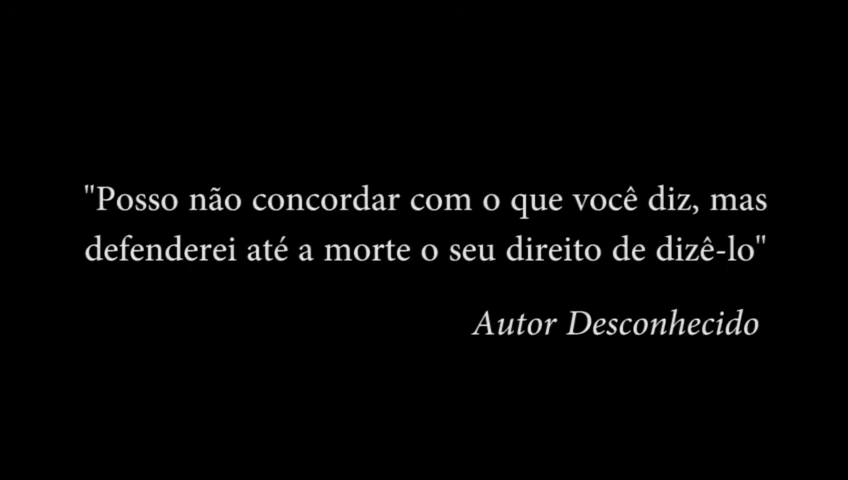 "Posso não concordar com o que você diz, mas
defenderei até a morte o seu direito de dizê-lo"
Autor Desconhecido